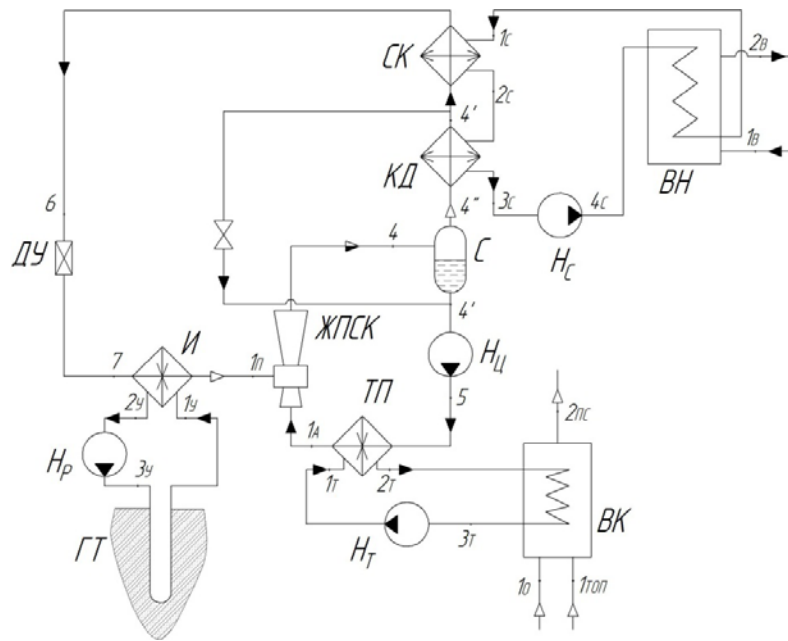 1с
2в
СК
2с
4'
1в
КД
ВН
6
4"
3с
4с
4
С
Нс
ДУ
4'
ЖПСК
И
Нц
7
1п
ТП
5
2пс
2у
1у
1А
Нр
1т
2т
3у
ВК
ГТ
Нт
3т
1о
1топ